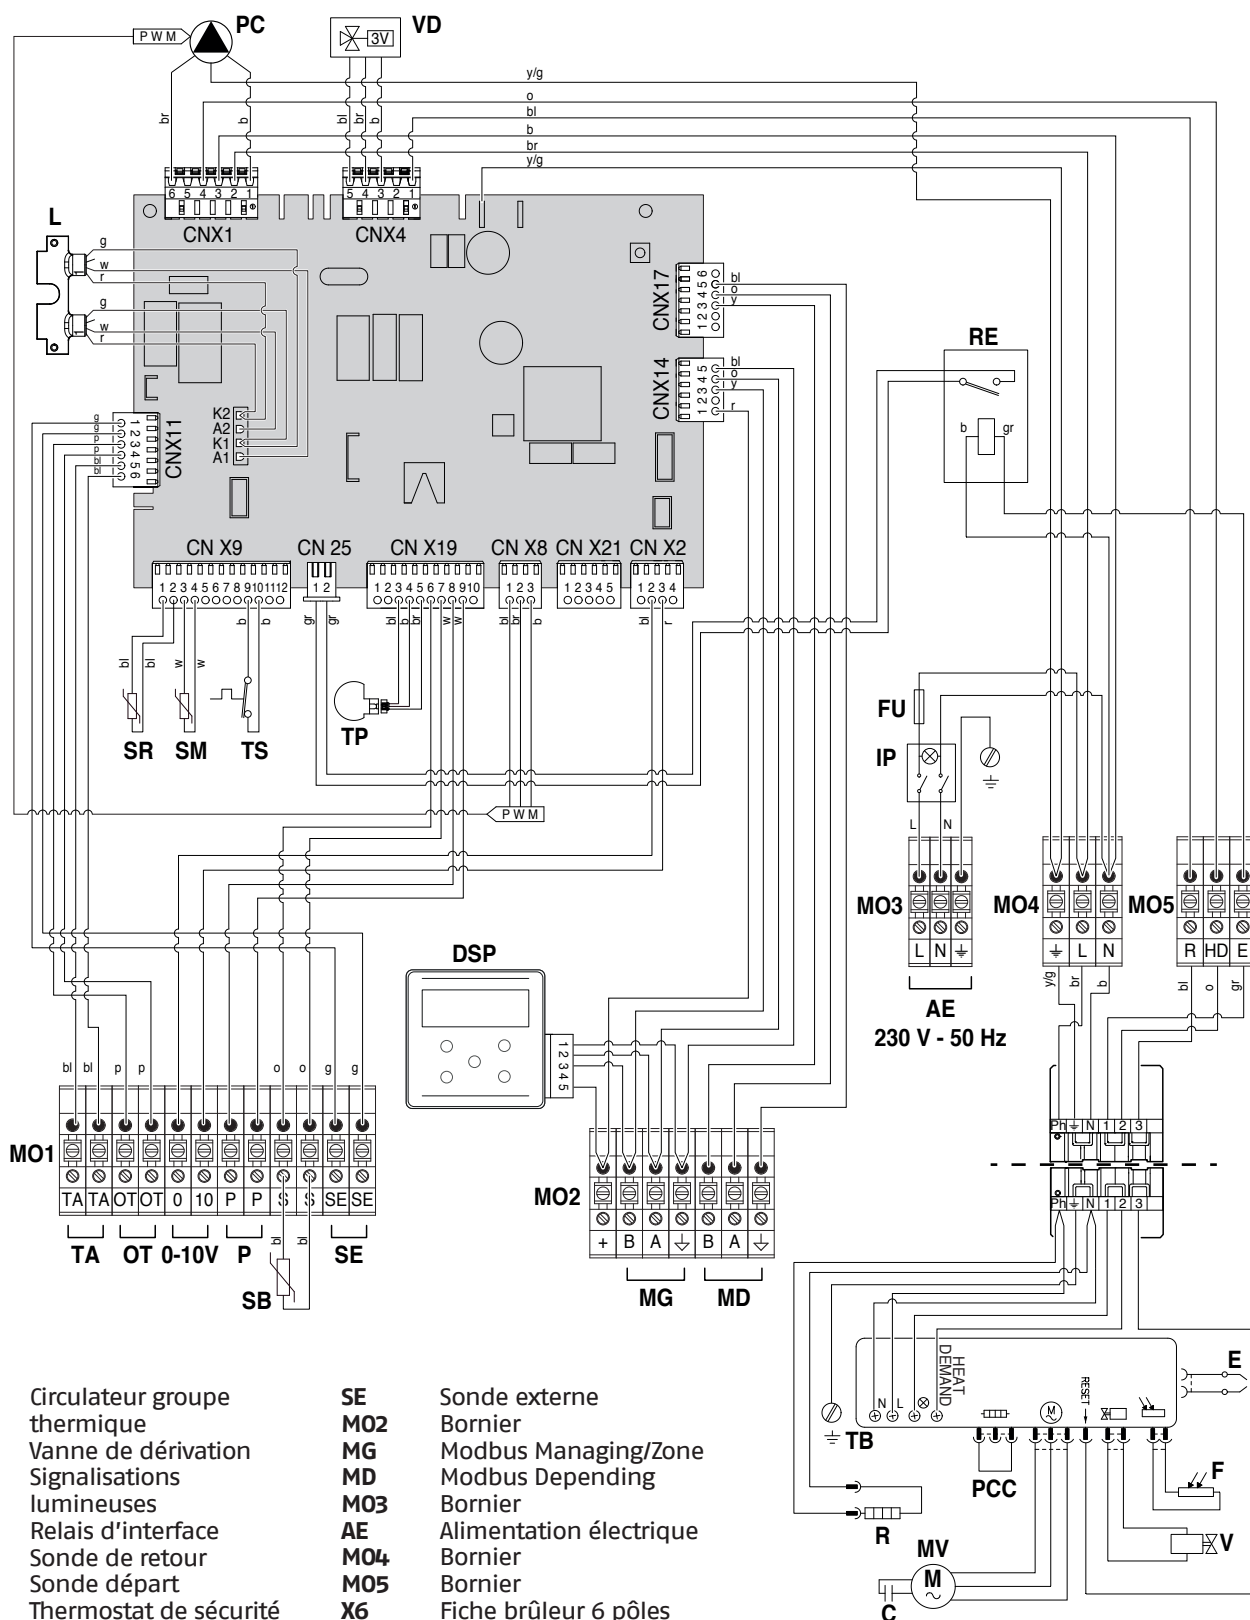 PWM
PC
VD
3V
y/g
o
bl
b
br
y/g
br
b
bl
br
b
6 5 4 3 2 1
CNX1
5 4 3 2 1
CNX4
L
g
w
r
g
w
r
K2
A2
K1
A1
CNX17
1 2 3 4 5 6
bl
o
y
CNX14
1 2 3 4 5
bl
o
y
r
RE
b
gr
g
g
p
p
bl
bl
1 2 3 4 5 6
CNX11
CN X9
CN 25
CN X19
CN X8
CN X21
CN X2
1 2 3 4 5 6 7 8 9 10 11 12
1 2
1 2 3 4 5 6 7 8 9 10
1 2 3
1 2 3 4 5
1 2 3 4
b
b
gr
gr
bl
b
br
w
w
bl
br
b
bl
r
bl
bl
w
w
SR
SM
TS
TP
FU
IP
PWM
L
N
MO3
L N
AE
230 V - 50 Hz
MO4
L N
MO5
R HD E
y/g
br
b
bl
o
gr
DSP
1 2 3 4 5
bl
bl
p
p
o
o
g
g
MO1
TA TA OT OT 0 10 P P S S SE SE
TA OT 0-10V P SE
bl
bl
SB
MO2
+ B A B A
MG MD
Ph N 1 2 3
Ph N 1 2 3
HEAT DEMAND
N L
RESET
M
TB
PCC
E
F
V
R
MV
M
C
Circulateur groupe
thermique
Vanne de dérivation
Signalisations
lumineuses
Relais d'interface
Sonde de retour
Sonde départ
Thermostat de sécurité
SE Sonde externe
MO2 Bornier
MG Modbus Managing/Zone
MD Modbus Depending
MO3 Bornier
AE Alimentation électrique
MO4 Bornier
MO5 Bornier
X6 Fiche brûleur 6 pôles